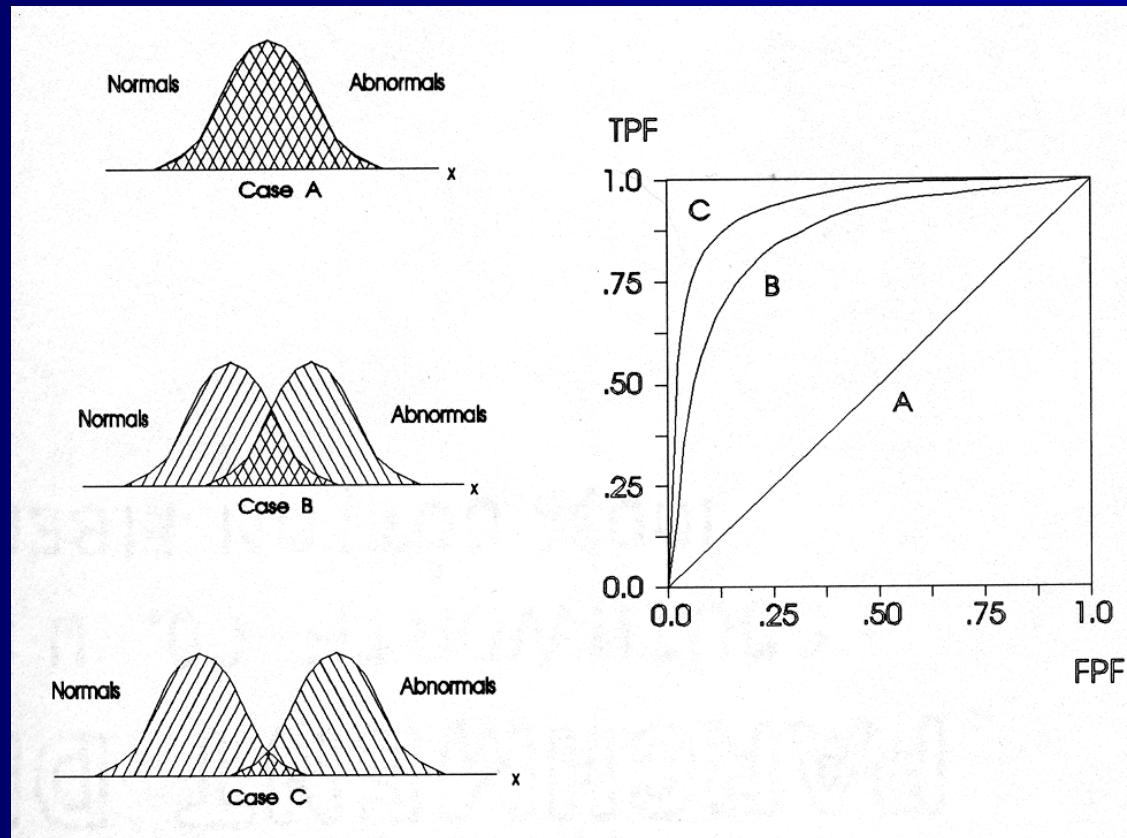 Normals Abnormals
x
Case A
Normals Abnormals
x
Case B
Normals Abnormals
x
Case C
TPF
1.0
.75
.50
.25
0.0
C
B
A
0.0 .25 .50 .75 1.0
FPF